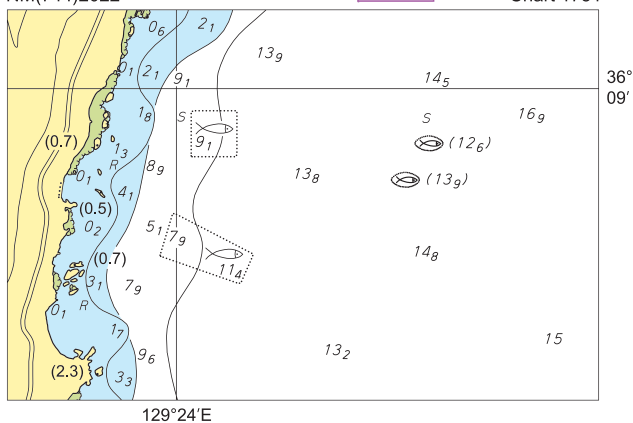 0₆ 2₁
13₉
0₁ 2₁ 9₁ 14₅ 36°
09′
1₈ S S 16₉
9₁ (12₆)
(0.7) 1₃
R 8₉ 13₈ (13₉)
0₁ 4₁
(0.5)
0₂ 5₁ 7₉
14₈
(0.7) 11₄
3₁ 7₉
0₁ R
1₇ 15
9₆ 13₂
(2.3) 3₃
129°24′E